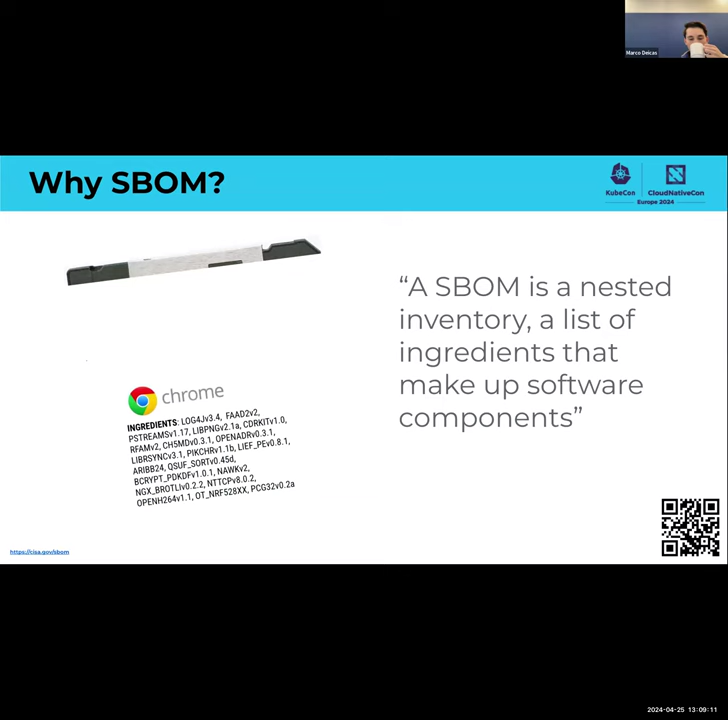 Marco Deicas
Why SBOM?
KubeCon
CloudNativeCon
Europe 2024
“A SBOM is a nested
inventory, a list of
ingredients that
make up software
components”
chrome
INGREDIENTS: LOG4Jv3.4, FAAD2v2,
PSTREAMSv1.17, LIBPNGv2.1a, CDRKITv1.0,
RFAMv2, CH5MDv0.3.1, OPENADRv0.3.1,
LIBRSYNCv3.1, PIKCHRv1.1b, LIEF_PEv0.8.1,
ARIBB24, QSUF_SORTv0.45d,
BCRYPT_PDKDFv1.0.1, NAWKv2,
NGX_BROTLIv0.2.2, NTTCPv8.0.2,
OPENH264v1.1, OT_NRF528XX, PCG32v0.2a
https://cisa.gov/sbom
2024-04-25 13:09:11